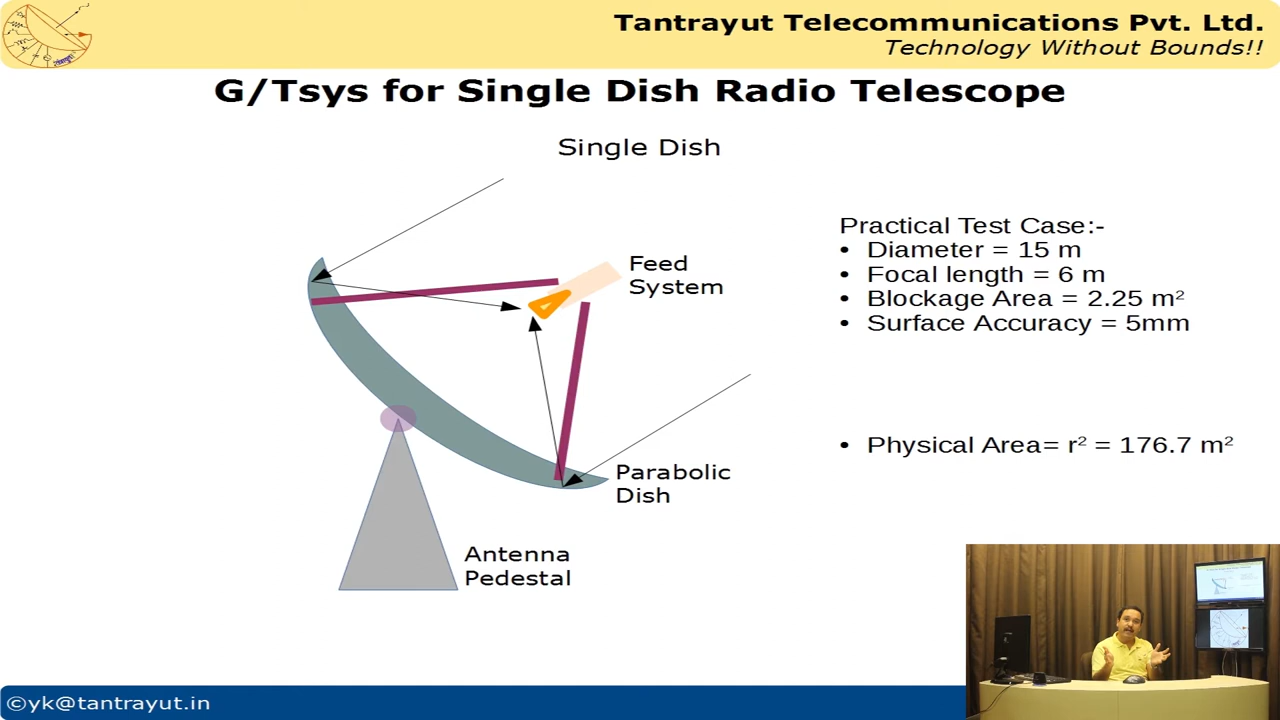 Tantrayut Telecommunications Pvt. Ltd.
Technology Without Bounds!!
G/Tsys for Single Dish Radio Telescope
Single Dish
Feed
System
Parabolic
Dish
Antenna
Pedestal
Practical Test Case:-
• Diameter = 15 m
• Focal length = 6 m
• Blockage Area = 2.25 m²
• Surface Accuracy = 5mm
• Physical Area= r² = 176.7 m²
©yk@tantrayut.in